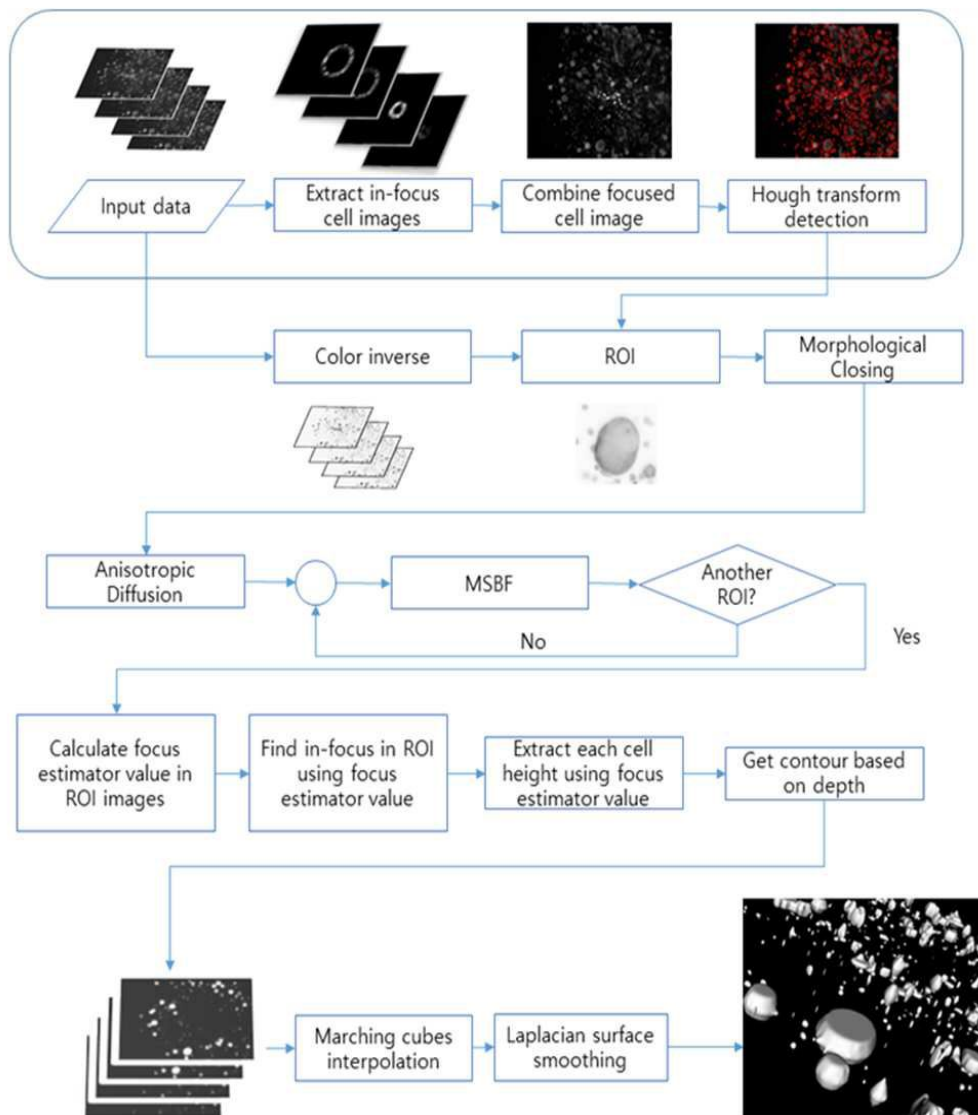 Input data
Extract in-focus
cell images
Combine focused
cell image
Hough transform
detection
Color inverse
ROI
Morphological
Closing
Anisotropic
Diffusion
MSBF
Another
ROI?
No
Yes
Calculate focus
estimator value in
ROI images
Find in-focus in ROI
using focus
estimator value
Extract each cell
height using focus
estimator value
Get contour based
on depth
Marching cubes
interpolation
Laplacian surface
smoothing